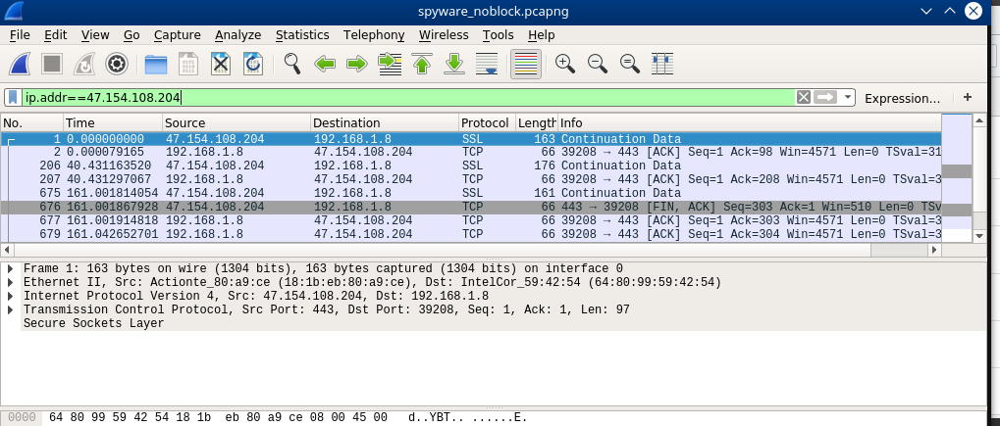 spyware_noblock.pcapng
File Edit View Go Capture Analyze Statistics Telephony Wireless Tools Help
ip.addr==47.154.108.204 Expression… +
No. Time Source Destination Protocol Length Info
1 0.000000000 47.154.108.204 192.168.1.8 SSL 163 Continuation Data
2 0.000079165 192.168.1.8 47.154.108.204 TCP 66 39208 → 443 [ACK] Seq=1 Ack=98 Win=4571 Len=0 TSval=31
206 40.431163520 47.154.108.204 192.168.1.8 SSL 176 Continuation Data
207 40.431297067 192.168.1.8 47.154.108.204 TCP 66 39208 → 443 [ACK] Seq=1 Ack=208 Win=4571 Len=0 TSval=3
675 161.001814054 47.154.108.204 192.168.1.8 SSL 161 Continuation Data
676 161.001867928 47.154.108.204 192.168.1.8 TCP 66 443 → 39208 [FIN, ACK] Seq=303 Ack=1 Win=510 Len=0 TSv
677 161.001914818 192.168.1.8 47.154.108.204 TCP 66 39208 → 443 [ACK] Seq=1 Ack=303 Win=4571 Len=0 TSval=3
679 161.042652701 192.168.1.8 47.154.108.204 TCP 66 39208 → 443 [ACK] Seq=1 Ack=304 Win=4571 Len=0 TSval=3
Frame 1: 163 bytes on wire (1304 bits), 163 bytes captured (1304 bits) on interface 0
Ethernet II, Src: Actionte_80:a9:ce (18:1b:eb:80:a9:ce), Dst: IntelCor_59:42:54 (64:80:99:59:42:54)
Internet Protocol Version 4, Src: 47.154.108.204, Dst: 192.168.1.8
Transmission Control Protocol, Src Port: 443, Dst Port: 39208, Seq: 1, Ack: 1, Len: 97
Secure Sockets Layer
0000 64 80 99 59 42 54 18 1b eb 80 a9 ce 08 00 45 00 d..YBT.. ......E.